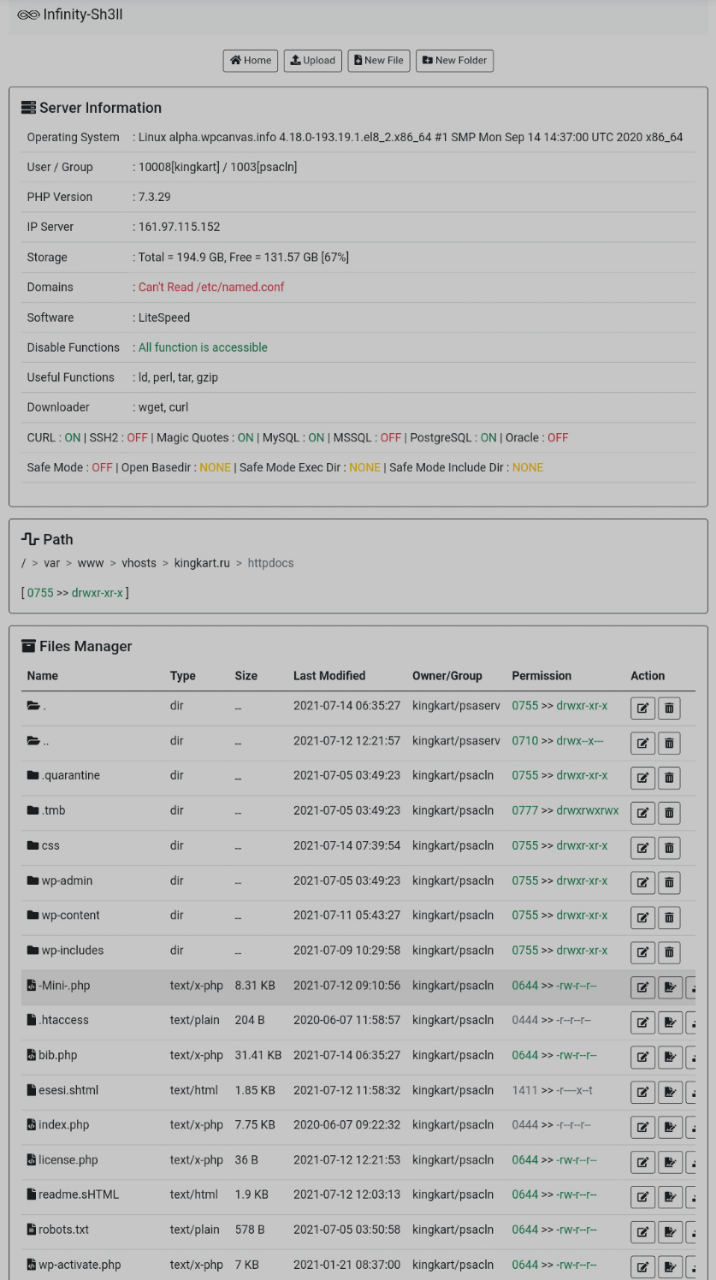 Infinity-Sh3ll
Home Upload New File New Folder
Server Information
Operating System : Linux alpha.wpcanvas.info 4.18.0-193.19.1.el8_2.x86_64 #1 SMP Mon Sep 14 14:37:00 UTC 2020 x86_64
User / Group : 10008[kingkart] / 1003[psacln]
PHP Version : 7.3.29
IP Server : 161.97.115.152
Storage : Total = 194.9 GB, Free = 131.57 GB [67%]
Domains : Can't Read /etc/named.conf
Software : LiteSpeed
Disable Functions : All function is accessible
Useful Functions : ld, perl, tar, gzip
Downloader : wget, curl
CURL : ON | SSH2 : OFF | Magic Quotes : ON | MySQL : ON | MSSQL : OFF | PostgreSQL : ON | Oracle : OFF
Safe Mode : OFF | Open Basedir : NONE | Safe Mode Exec Dir : NONE | Safe Mode Include Dir : NONE
Path
/ > var > www > vhosts > kingkart.ru > httpdocs
[ 0755 >> drwxr-xr-x ]
Files Manager
Name Type Size Last Modified Owner/Group Permission Action
. dir -- 2021-07-14 06:35:27 kingkart/psaserv 0755 >> drwxr-xr-x
.. dir -- 2021-07-12 12:21:57 kingkart/psaserv 0710 >> drwx--x---
.quarantine dir -- 2021-07-05 03:49:23 kingkart/psacln 0755 >> drwxr-xr-x
.tmb dir -- 2021-07-05 03:49:23 kingkart/psacln 0777 >> drwxrwxrwx
css dir -- 2021-07-14 07:39:54 kingkart/psacln 0755 >> drwxr-xr-x
wp-admin dir -- 2021-07-05 03:49:23 kingkart/psacln 0755 >> drwxr-xr-x
wp-content dir -- 2021-07-11 05:43:27 kingkart/psacln 0755 >> drwxr-xr-x
wp-includes dir -- 2021-07-09 10:29:58 kingkart/psacln 0755 >> drwxr-xr-x
-Mini-.php text/x-php 8.31 KB 2021-07-12 09:10:56 kingkart/psacln 0644 >> -rw-r--r--
.htaccess text/plain 204 B 2020-06-07 11:58:57 kingkart/psacln 0444 >> -r--r--r--
bib.php text/x-php 31.41 KB 2021-07-14 06:35:27 kingkart/psacln 0644 >> -rw-r--r--
esesi.shtml text/html 1.85 KB 2021-07-12 11:58:32 kingkart/psacln 1411 >> -r----x--t
index.php text/x-php 7.75 KB 2020-06-07 09:22:32 kingkart/psacln 0444 >> -r--r--r--
license.php text/x-php 36 B 2021-07-12 12:21:53 kingkart/psacln 0644 >> -rw-r--r--
readme.sHTML text/html 1.9 KB 2021-07-12 12:03:13 kingkart/psacln 0644 >> -rw-r--r--
robots.txt text/plain 578 B 2021-07-05 03:50:58 kingkart/psacln 0644 >> -rw-r--r--
wp-activate.php text/x-php 7 KB 2021-01-21 08:37:00 kingkart/psacln 0644 >> -rw-r--r--